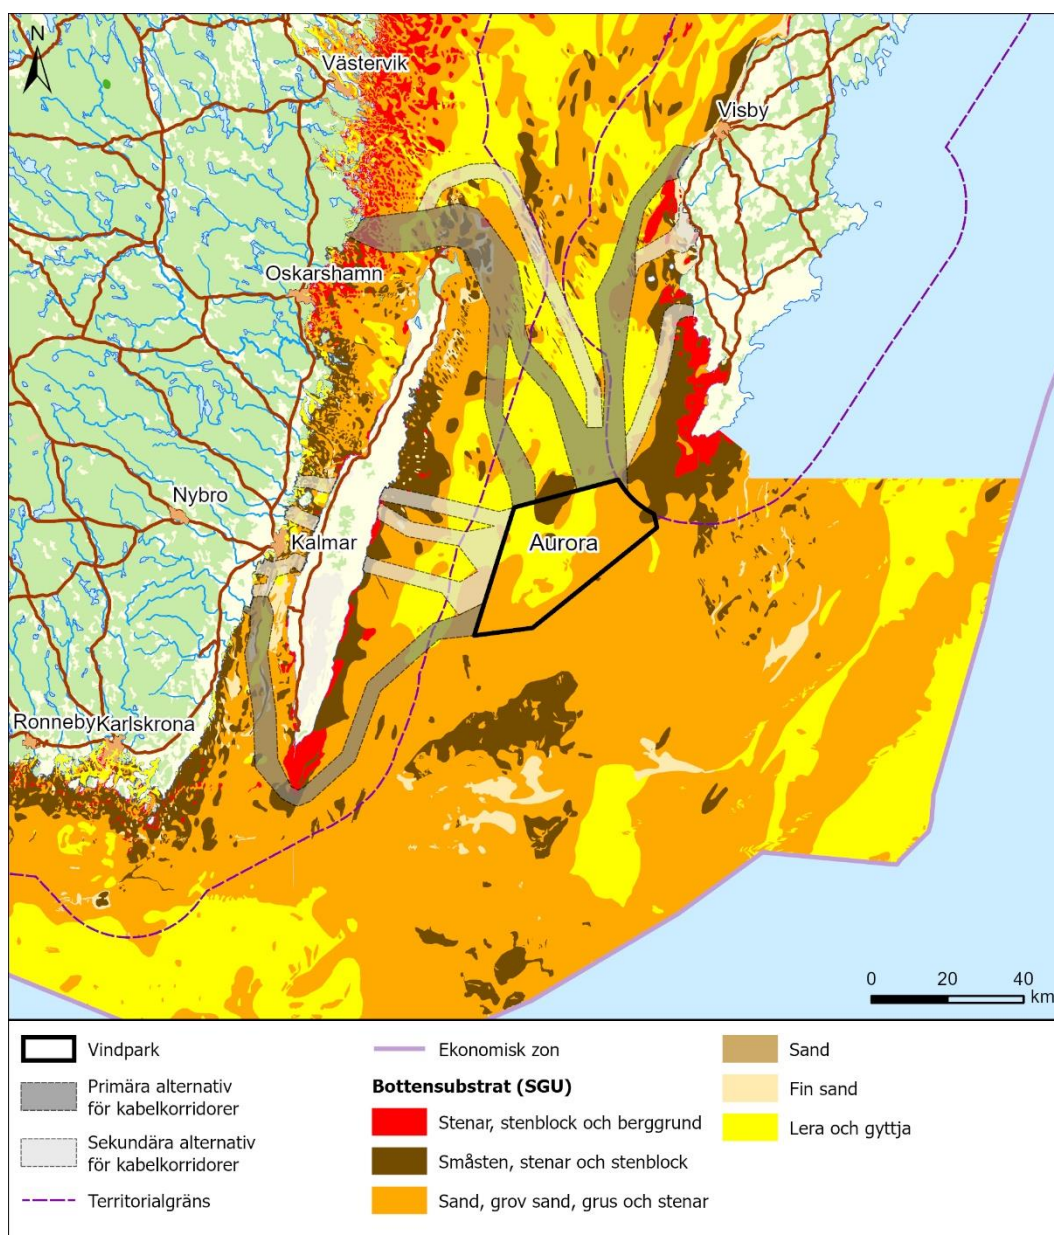 N
Västervik
Visby
Oskarshamn
Nybro
Kalmar
Aurora
Ronneby
Karlskrona
0 20 40
km
Vindpark
Primära alternativ
för kabelkorridorer
Sekundära alternativ
för kabelkorridorer
Territorialgräns
Ekonomisk zon
Bottensubstrat (SGU)
Stenar, stenblock och berggrund
Småsten, stenar och stenblock
Sand, grov sand, grus och stenar
Sand
Fin sand
Lera och gyttja